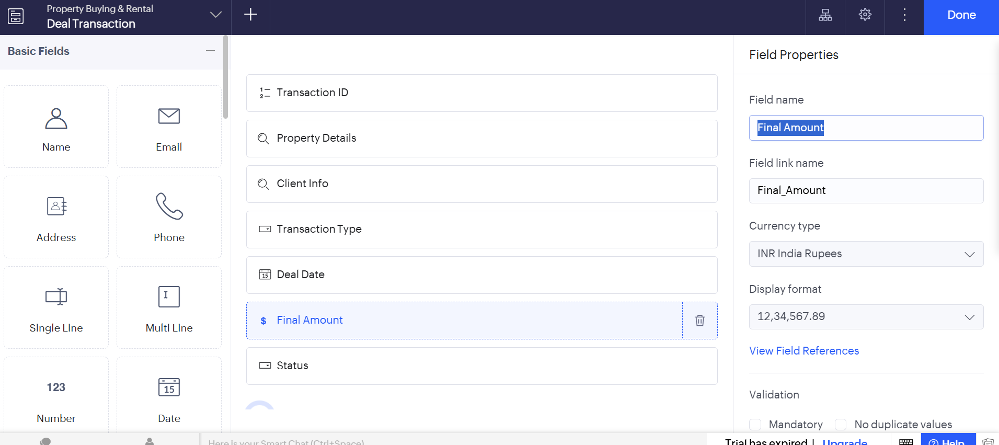 Property Buying & Rental
Deal Transaction
Done
Basic Fields
Name
Email
Address
Phone
Single Line
Multi Line
123
Number
15
Date
1
2
Transaction ID
Property Details
Client Info
Transaction Type
15
Deal Date
$
Final Amount
Status
Field Properties
Field name
Final Amount
Field link name
Final_Amount
Currency type
INR India Rupees
Display format
12,34,567.89
View Field References
Validation
Mandatory
No duplicate values
Here is your Smart Chat (Ctrl+Space)
Trial has expired | Upgrade
? Help